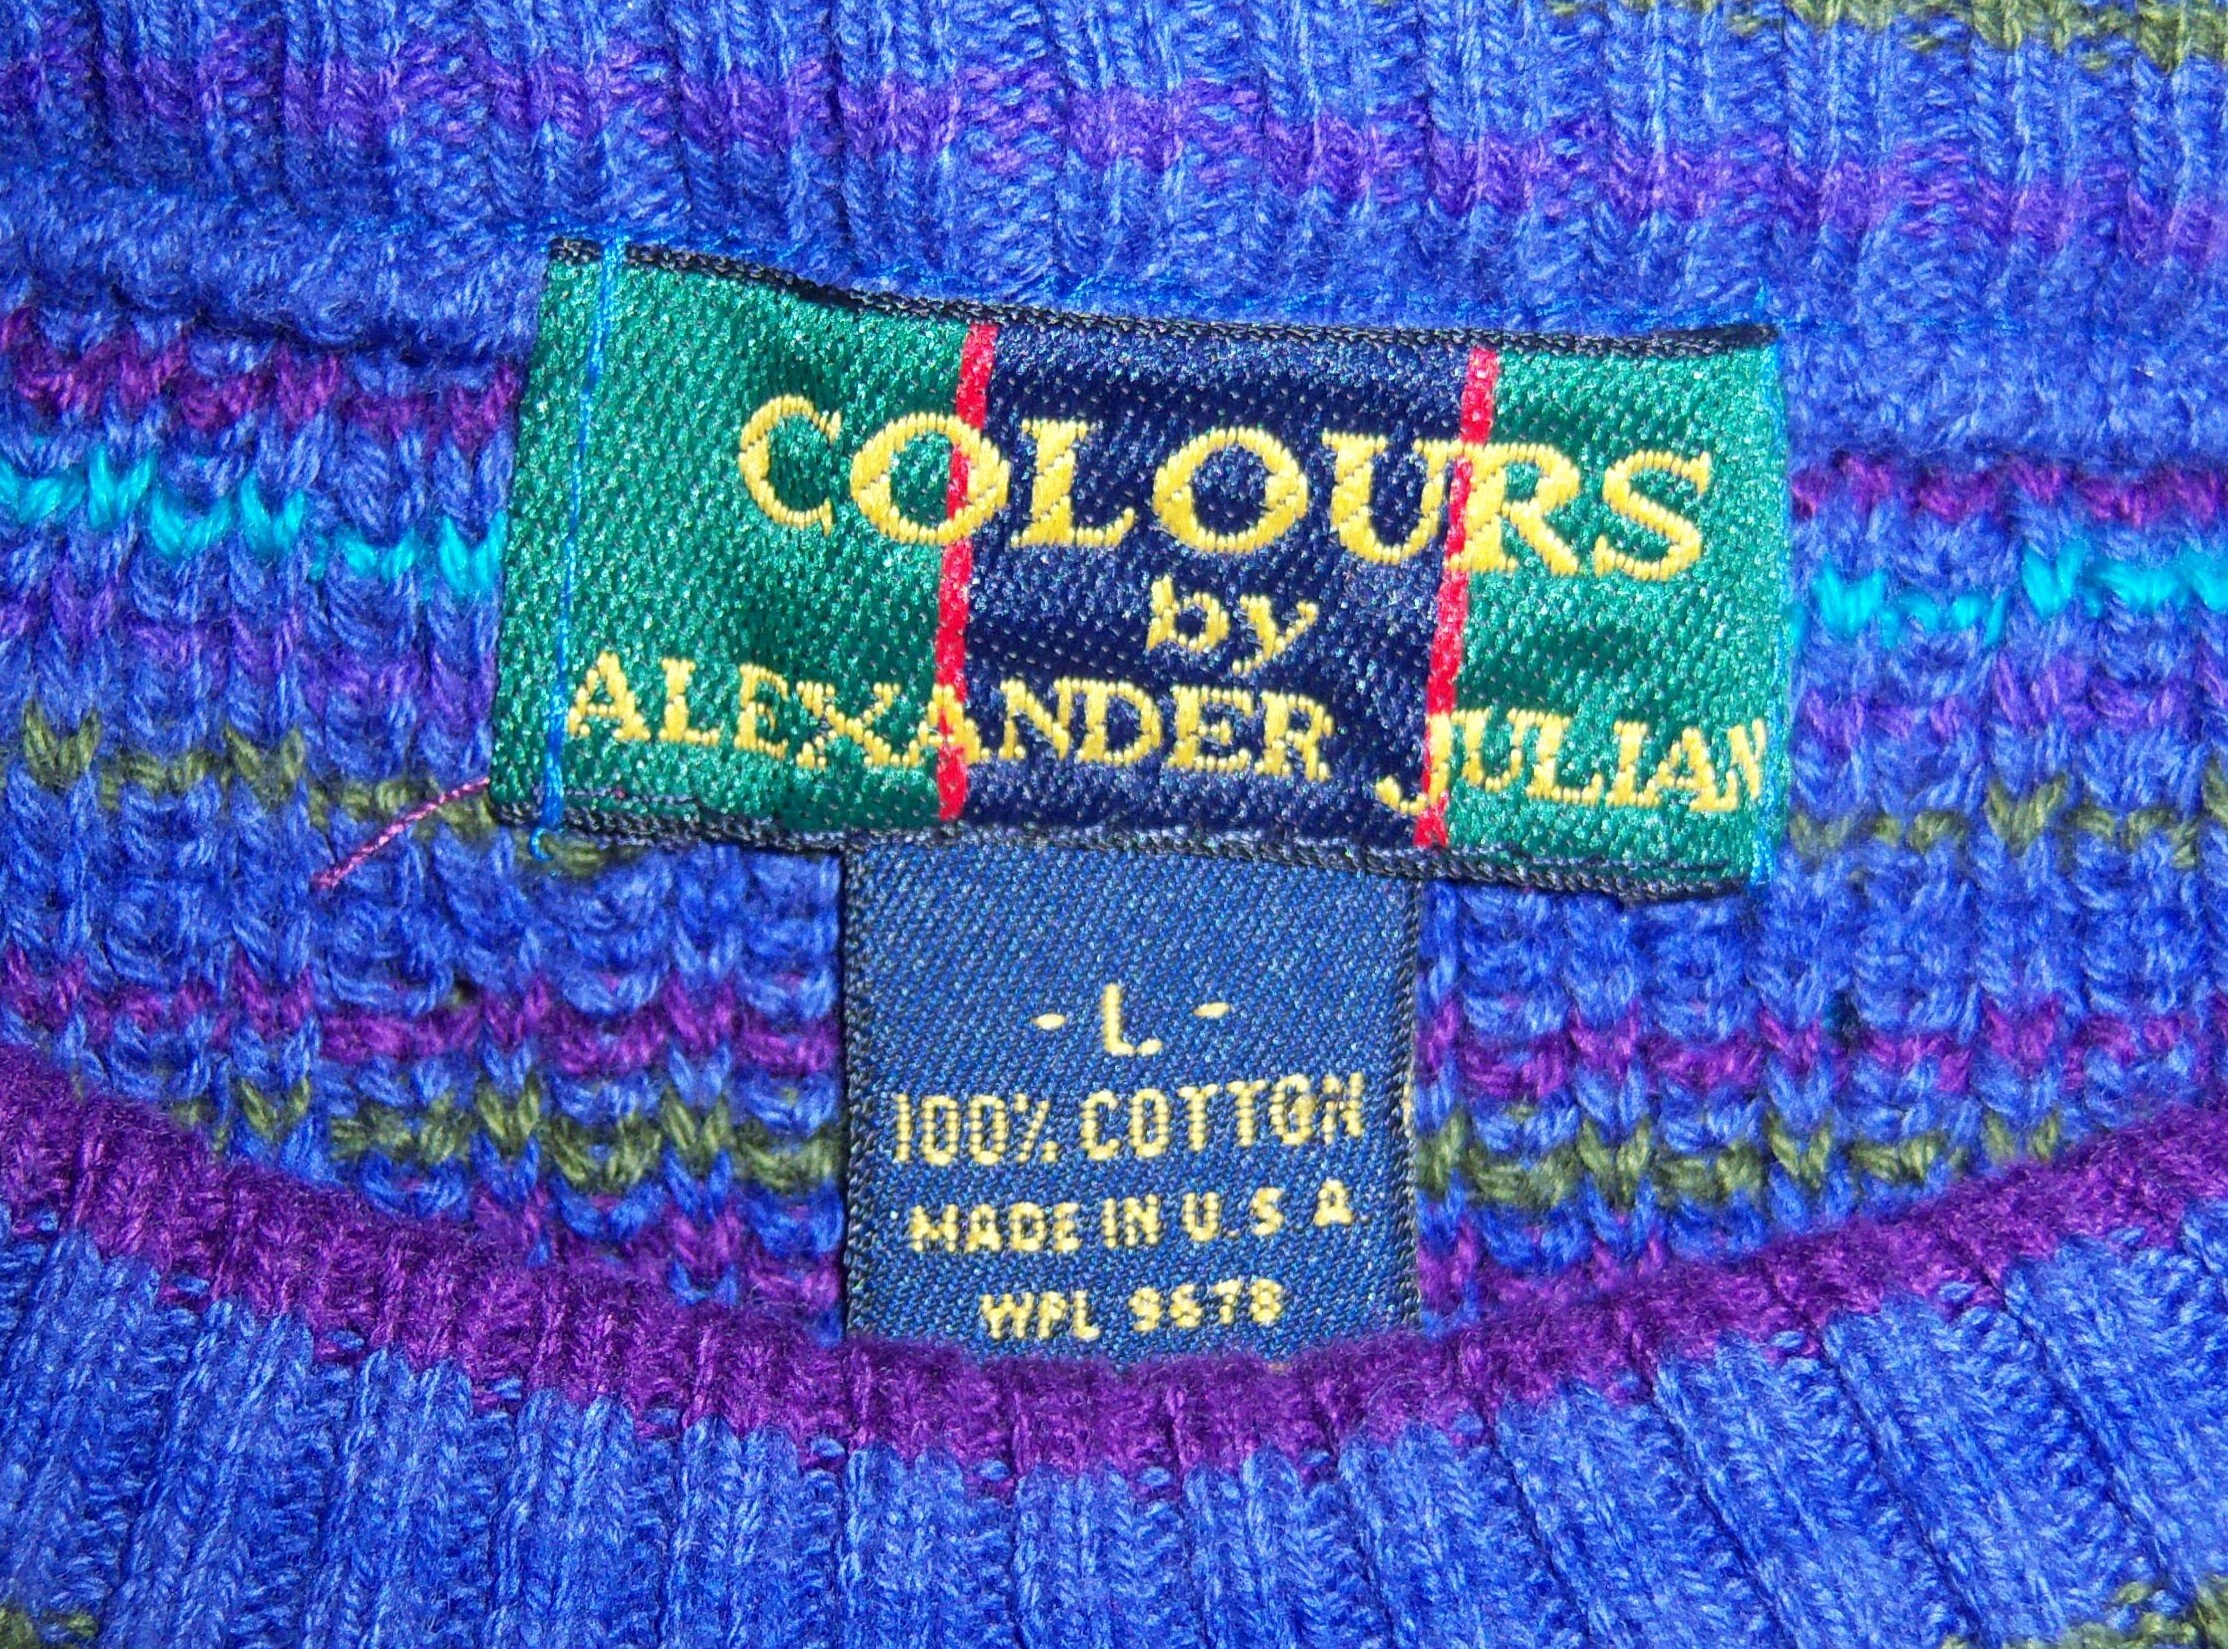 COLOURS
by
ALEXANDER JULIAN
- L -
100% COTTON
MADE IN U.S.A.
WPL 9678